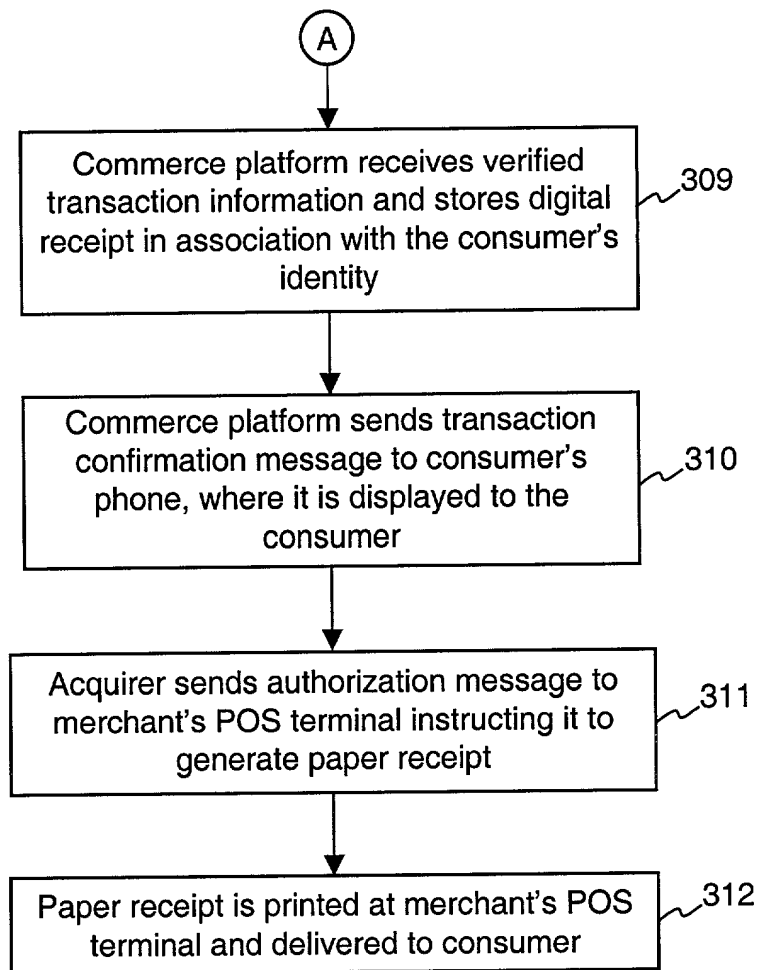 A
Commerce platform receives verified
transaction information and stores digital
receipt in association with the consumer's
identity
309
Commerce platform sends transaction
confirmation message to consumer's
phone, where it is displayed to the
consumer
310
Acquirer sends authorization message to
merchant's POS terminal instructing it to
generate paper receipt
311
Paper receipt is printed at merchant's POS
terminal and delivered to consumer
312